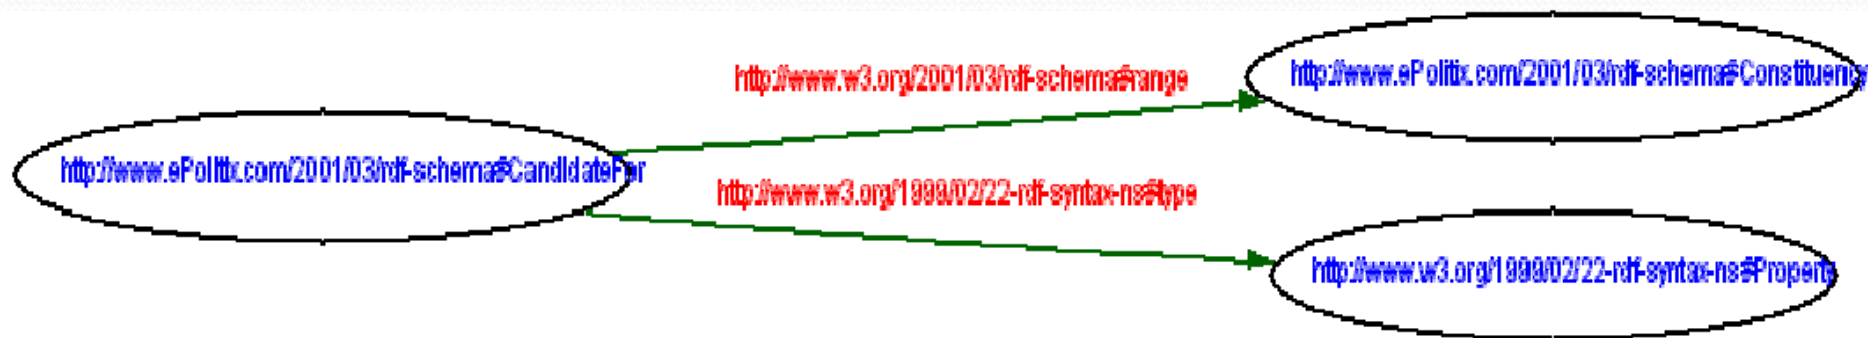 http://www.w3.org/2001/03/rdf-schema#range
http://www.ePolitix.com/2001/03/rdf-schema#Constituency
http://www.ePolitix.com/2001/03/rdf-schema#CandidateFor
http://www.w3.org/1999/02/22-rdf-syntax-ns#type
http://www.w3.org/1999/02/22-rdf-syntax-ns#Property